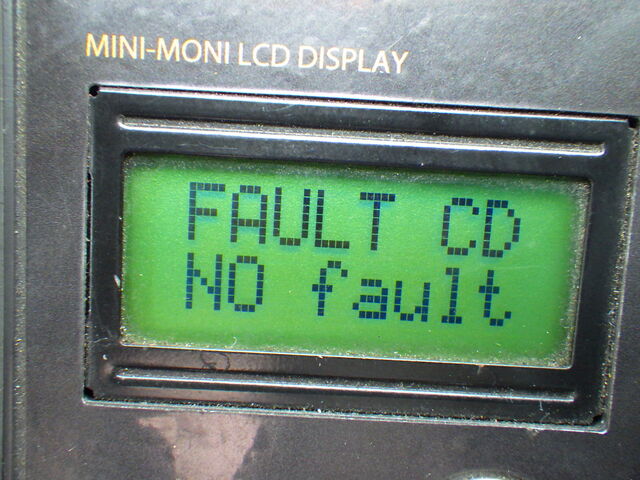 MINI-MONI LCD DISPLAY
FAULT CD
NO fault